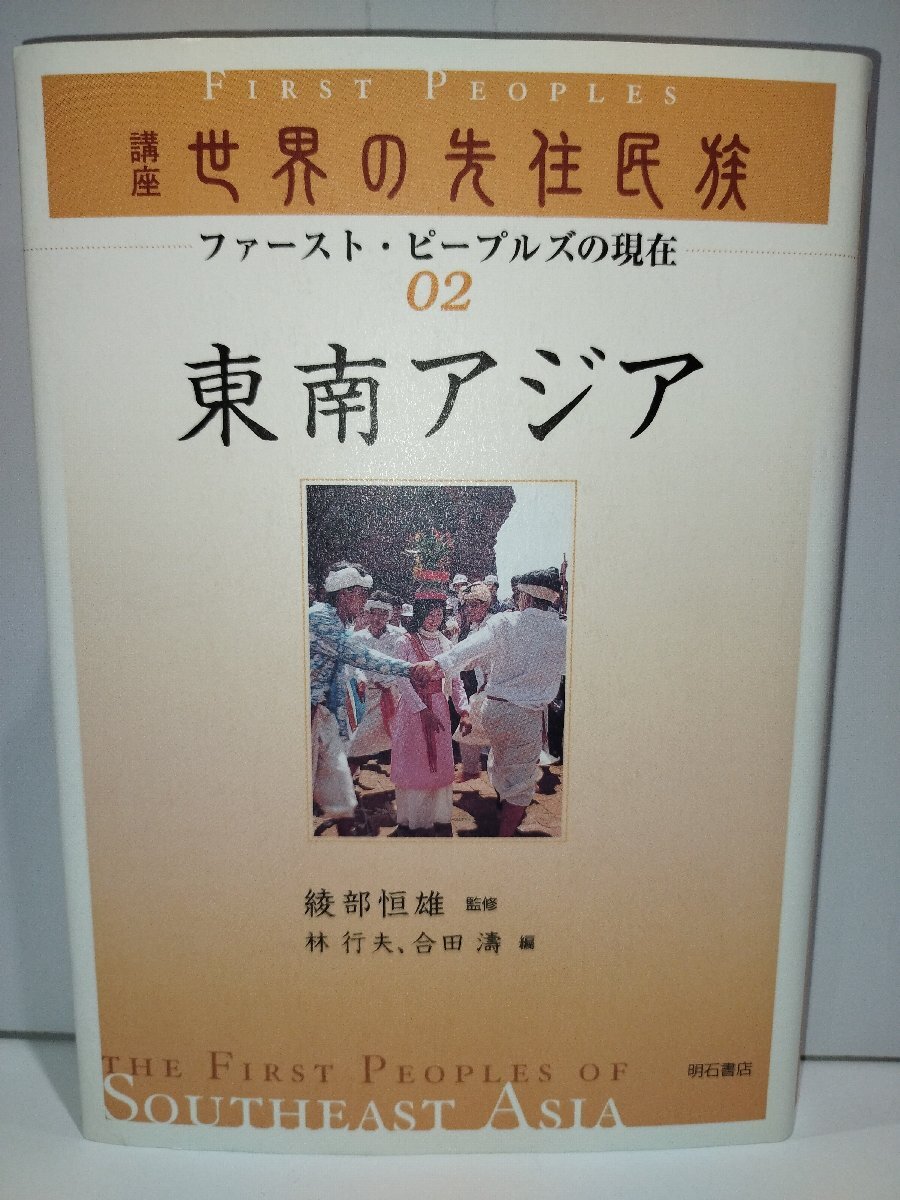 FIRST PEOPLES
講座 世界の先住民族
ファースト・ピープルズの現在
02
東南アジア
綾部恒雄 監修
林 行夫、合田 濤 編
THE FIRST PEOPLES OF
SOUTHEAST ASIA
明石書店